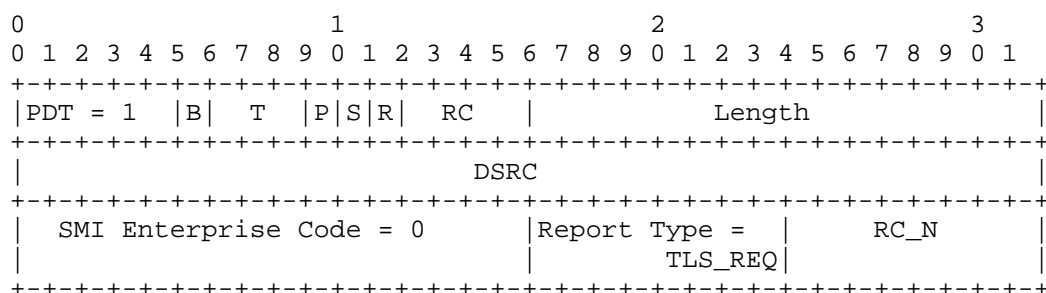 0                   1                   2                   3
0 1 2 3 4 5 6 7 8 9 0 1 2 3 4 5 6 7 8 9 0 1 2 3 4 5 6 7 8 9 0 1
+-+-+-+-+-+-+-+-+-+-+-+-+-+-+-+-+-+-+-+-+-+-+-+-+-+-+-+-+-+-+-+-+
|PDT = 1  |B|  T  |P|S|R|  RC   |           Length              |
+-+-+-+-+-+-+-+-+-+-+-+-+-+-+-+-+-+-+-+-+-+-+-+-+-+-+-+-+-+-+-+-+
|                            DSRC                               |
+-+-+-+-+-+-+-+-+-+-+-+-+-+-+-+-+-+-+-+-+-+-+-+-+-+-+-+-+-+-+-+-+
|  SMI Enterprise Code = 0      |Report Type =  |     RC_N      |
|                               |        TLS_REQ|               |
+-+-+-+-+-+-+-+-+-+-+-+-+-+-+-+-+-+-+-+-+-+-+-+-+-+-+-+-+-+-+-+-+